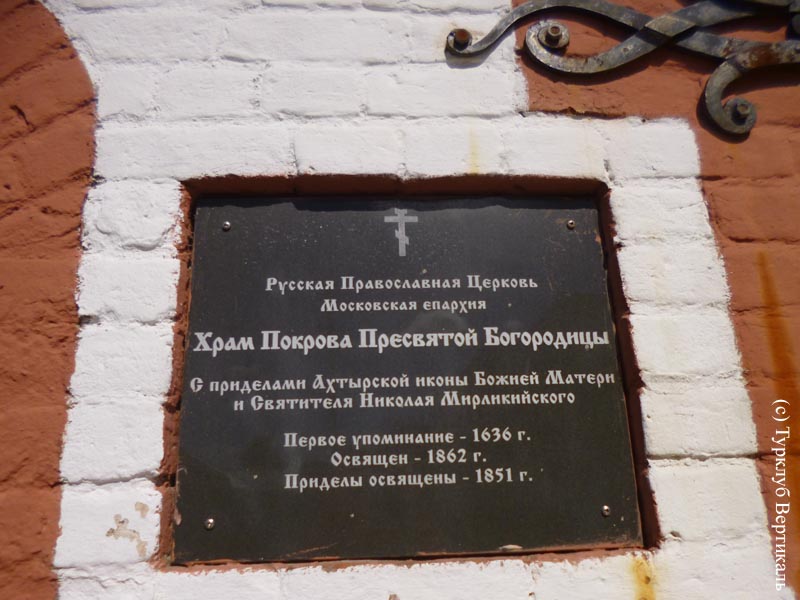 Русская Православная Церковь
Московская епархия
Храм Покрова Пресвятой Богородицы
С приделами Ахтырской иконы Божией Матери
и Святителя Николая Мирликийского
Первое упоминание - 1636 г.
Освящен - 1862 г.
Приделы освящены - 1851 г.
(c) Турклуб Вертикаль